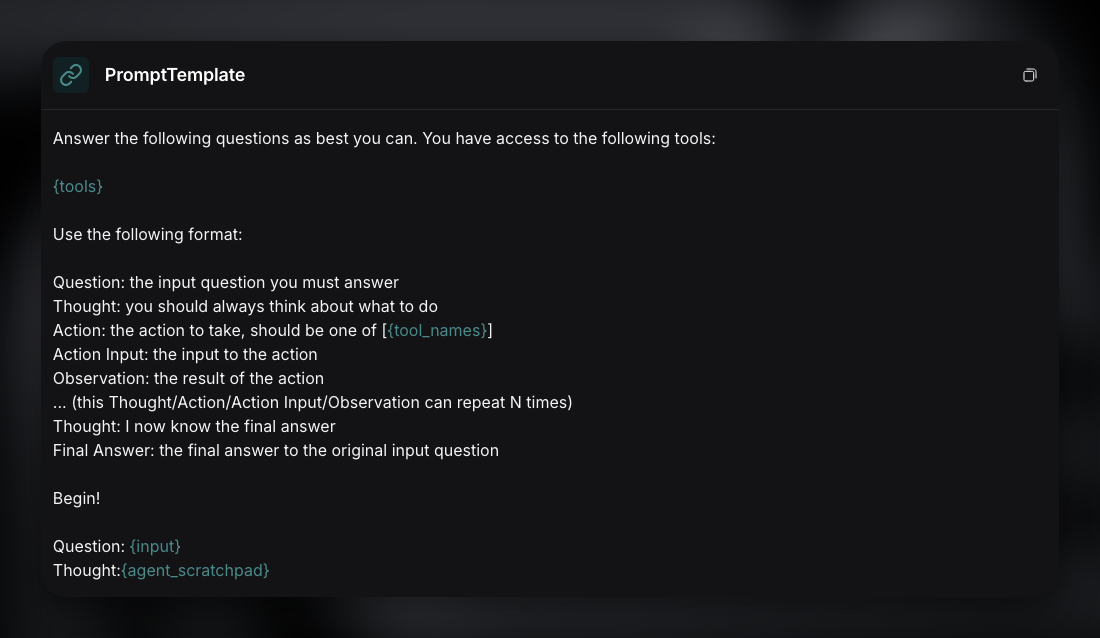 PromptTemplate
Answer the following questions as best you can. You have access to the following tools:
{tools}
Use the following format:
Question: the input question you must answer
Thought: you should always think about what to do
Action: the action to take, should be one of [{tool_names}]
Action Input: the input to the action
Observation: the result of the action
... (this Thought/Action/Action Input/Observation can repeat N times)
Thought: I now know the final answer
Final Answer: the final answer to the original input question
Begin!
Question: {input}
Thought:{agent_scratchpad}